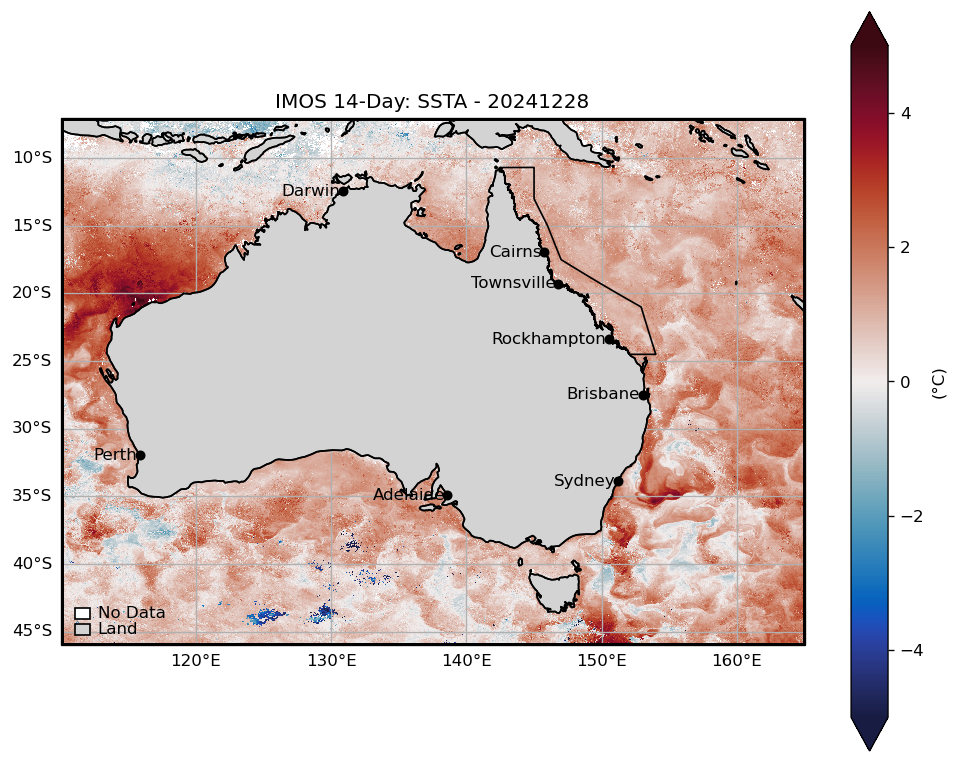 IMOS 14-Day: SSTA - 20241228
10°S
15°S
20°S
25°S
30°S
35°S
40°S
45°S
120°E
130°E
140°E
150°E
160°E
Darwin
Cairns
Townsville
Rockhampton
Brisbane
Perth
Sydney
Adelaide
No Data
Land
4
2
0
−2
−4
(°C)